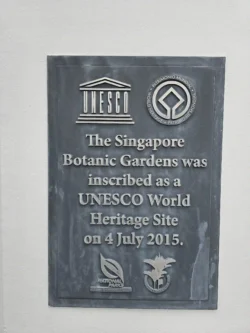 UNESCO
The Singapore
Botanic Gardens was
inscribed as a
UNESCO World
Heritage Site
on 4 July 2015.